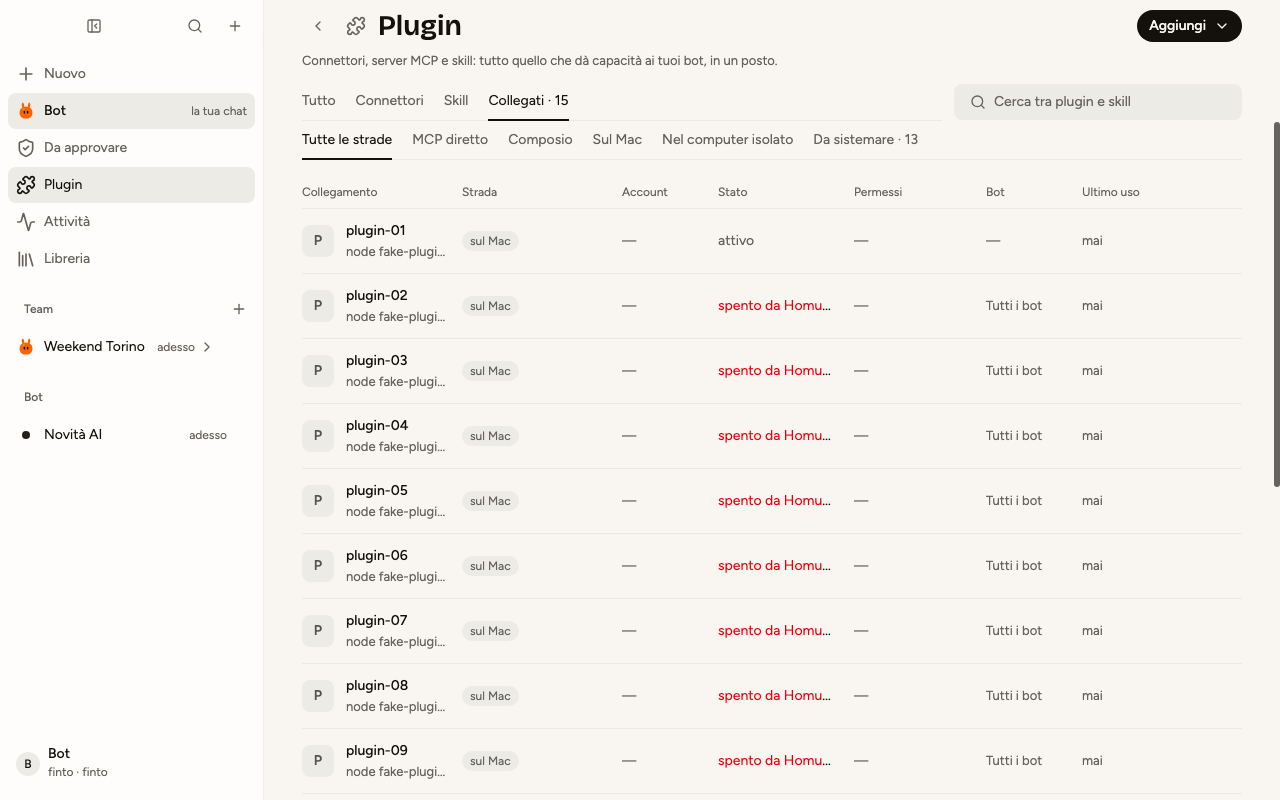 Nuovo
Bot la tua chat
Da approvare
Plugin
Attività
Libreria
Team
Weekend Torino adesso
Bot
Novità AI adesso
B
Bot
finto · finto
Plugin
Aggiungi
Connettori, server MCP e skill: tutto quello che dà capacità ai tuoi bot, in un posto.
Tutto Connettori Skill Collegati · 15
Cerca tra plugin e skill
Tutte le strade MCP diretto Composio Sul Mac Nel computer isolato Da sistemare · 13
Collegamento Strada Account Stato Permessi Bot Ultimo uso
P plugin-01 sul Mac — attivo — — mai
node fake-plugi...
P plugin-02 sul Mac — spento da Homu... — Tutti i bot mai
node fake-plugi...
P plugin-03 sul Mac — spento da Homu... — Tutti i bot mai
node fake-plugi...
P plugin-04 sul Mac — spento da Homu... — Tutti i bot mai
node fake-plugi...
P plugin-05 sul Mac — spento da Homu... — Tutti i bot mai
node fake-plugi...
P plugin-06 sul Mac — spento da Homu... — Tutti i bot mai
node fake-plugi...
P plugin-07 sul Mac — spento da Homu... — Tutti i bot mai
node fake-plugi...
P plugin-08 sul Mac — spento da Homu... — Tutti i bot mai
node fake-plugi...
P plugin-09 sul Mac — spento da Homu... — Tutti i bot mai
node fake-plugi...